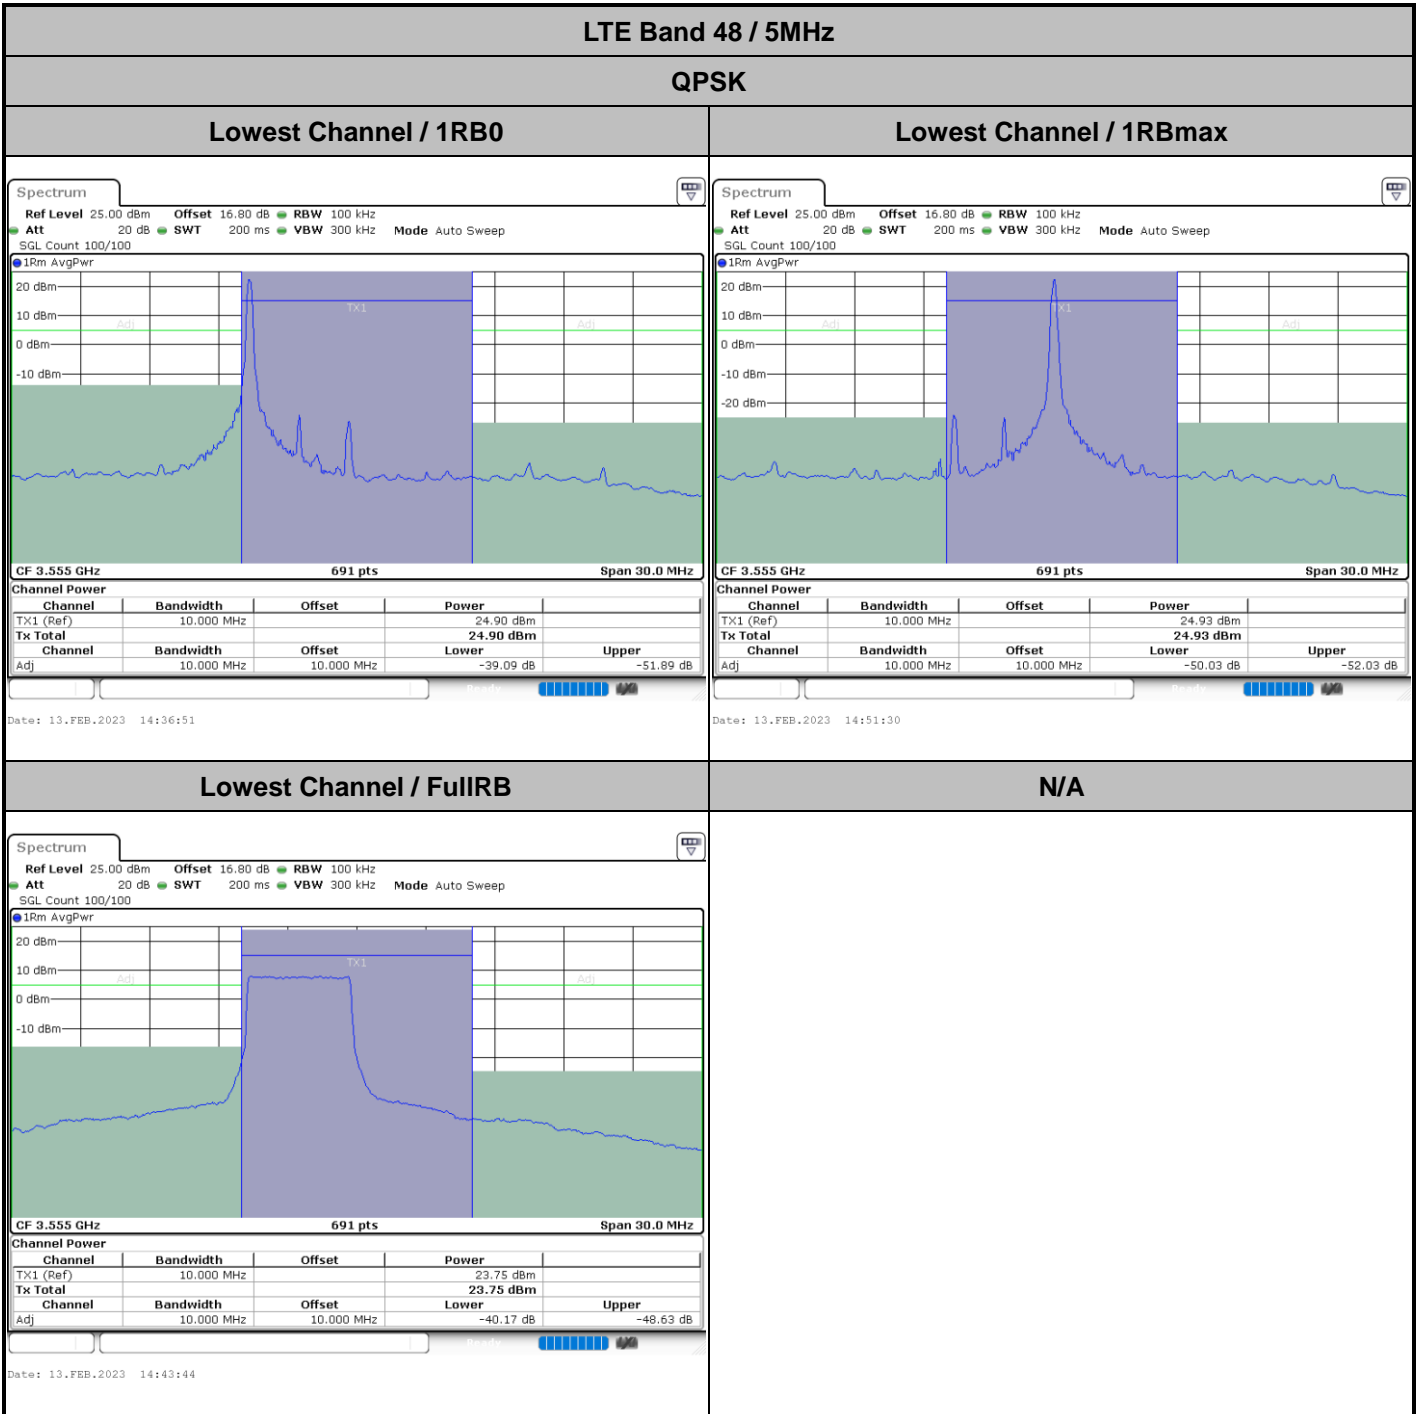 LTE Band 48 / 5MHz
QPSK
Lowest Channel / 1RB0
Lowest Channel / 1RBmax
Spectrum
Ref Level 25.00 dBm Offset 16.80 dB RBW 100 kHz
Att 20 dB SWT 200 ms VBW 300 kHz Mode Auto Sweep
SGL Count 100/100
1Rm AvgPwr
20 dBm
10 dBm
0 dBm
-10 dBm
Adj
TX1
Adj
CF 3.555 GHz 691 pts Span 30.0 MHz
Channel Power
Channel Bandwidth Offset Power
TX1 (Ref) 10.000 MHz 24.90 dBm
Tx Total 24.90 dBm
Channel Bandwidth Offset Lower Upper
Adj 10.000 MHz 10.000 MHz -39.09 dB -51.89 dB
Ready
Date: 13.FEB.2023 14:36:51
Spectrum
Ref Level 25.00 dBm Offset 16.80 dB RBW 100 kHz
Att 20 dB SWT 200 ms VBW 300 kHz Mode Auto Sweep
SGL Count 100/100
1Rm AvgPwr
20 dBm
10 dBm
0 dBm
-10 dBm
-20 dBm
Adj
TX1
Adj
CF 3.555 GHz 691 pts Span 30.0 MHz
Channel Power
Channel Bandwidth Offset Power
TX1 (Ref) 10.000 MHz 24.93 dBm
Tx Total 24.93 dBm
Channel Bandwidth Offset Lower Upper
Adj 10.000 MHz 10.000 MHz -50.03 dB -52.03 dB
Ready
Date: 13.FEB.2023 14:51:30
Lowest Channel / FullRB
N/A
Spectrum
Ref Level 25.00 dBm Offset 16.80 dB RBW 100 kHz
Att 20 dB SWT 200 ms VBW 300 kHz Mode Auto Sweep
SGL Count 100/100
1Rm AvgPwr
20 dBm
10 dBm
0 dBm
-10 dBm
Adj
TX1
Adj
CF 3.555 GHz 691 pts Span 30.0 MHz
Channel Power
Channel Bandwidth Offset Power
TX1 (Ref) 10.000 MHz 23.75 dBm
Tx Total 23.75 dBm
Channel Bandwidth Offset Lower Upper
Adj 10.000 MHz 10.000 MHz -40.17 dB -48.63 dB
Ready
Date: 13.FEB.2023 14:43:44